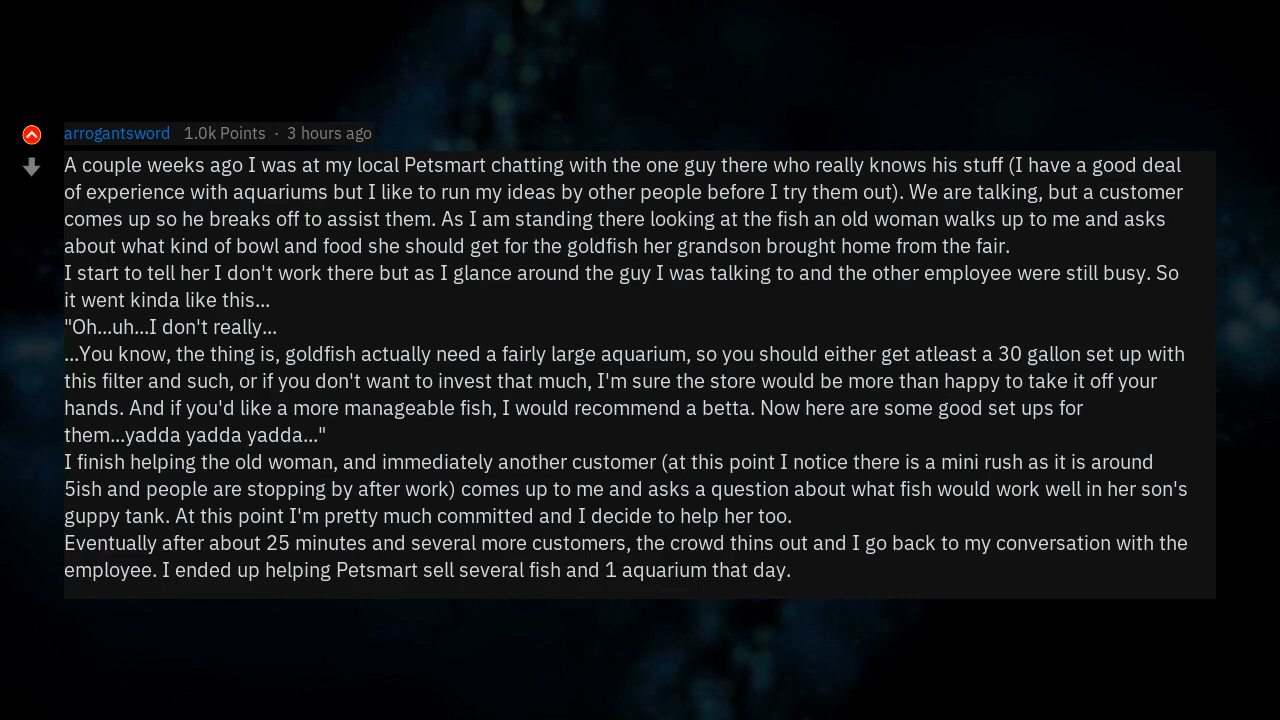 arrogantsword 1.0k Points · 3 hours ago
A couple weeks ago I was at my local Petsmart chatting with the one guy there who really knows his stuff (I have a good deal
of experience with aquariums but I like to run my ideas by other people before I try them out). We are talking, but a customer
comes up so he breaks off to assist them. As I am standing there looking at the fish an old woman walks up to me and asks
about what kind of bowl and food she should get for the goldfish her grandson brought home from the fair.
I start to tell her I don't work there but as I glance around the guy I was talking to and the other employee were still busy. So
it went kinda like this...
"Oh...uh...I don't really...
...You know, the thing is, goldfish actually need a fairly large aquarium, so you should either get atleast a 30 gallon set up with
this filter and such, or if you don't want to invest that much, I'm sure the store would be more than happy to take it off your
hands. And if you'd like a more manageable fish, I would recommend a betta. Now here are some good set ups for
them...yadda yadda yadda..."
I finish helping the old woman, and immediately another customer (at this point I notice there is a mini rush as it is around
5ish and people are stopping by after work) comes up to me and asks a question about what fish would work well in her son's
guppy tank. At this point I'm pretty much committed and I decide to help her too.
Eventually after about 25 minutes and several more customers, the crowd thins out and I go back to my conversation with the
employee. I ended up helping Petsmart sell several fish and 1 aquarium that day.